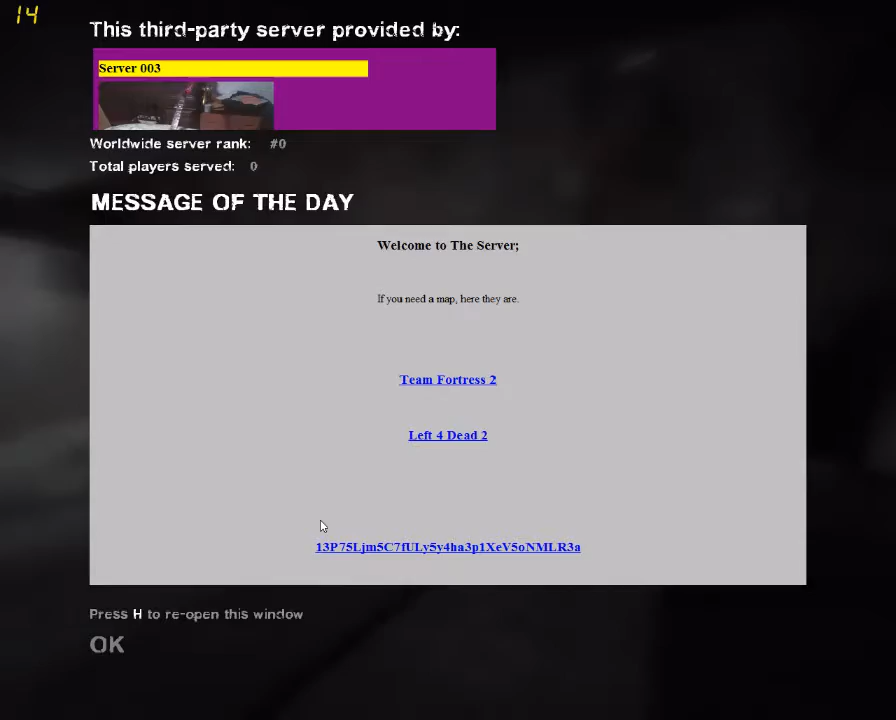 14
This third-party server provided by:
Server 003
Worldwide server rank: #0
Total players served: 0
MESSAGE OF THE DAY
Welcome to The Server;
If you need a map, here they are.
Team Fortress 2
Left 4 Dead 2
13P75Ljm5C7fULy5y4ha3p1XeV5oNMLR3a
Press H to re-open this window
OK